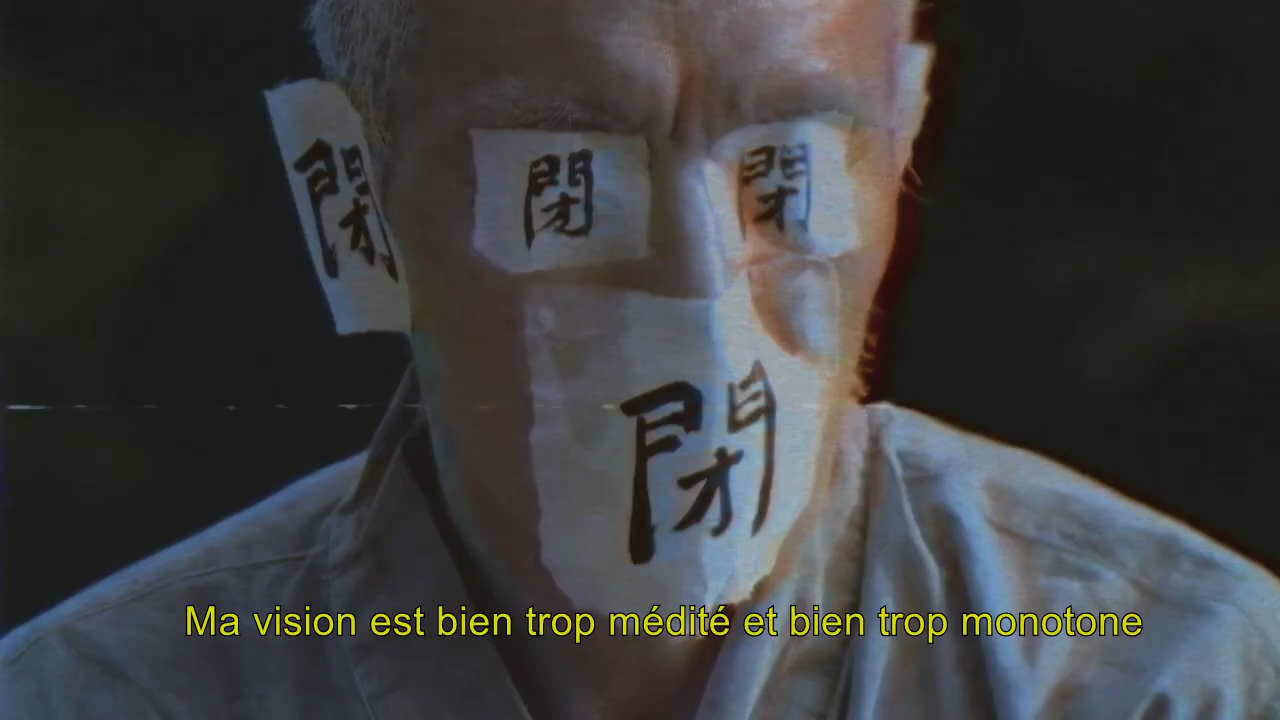 閉
閉
閉
閉
Ma vision est bien trop médité et bien trop monotone